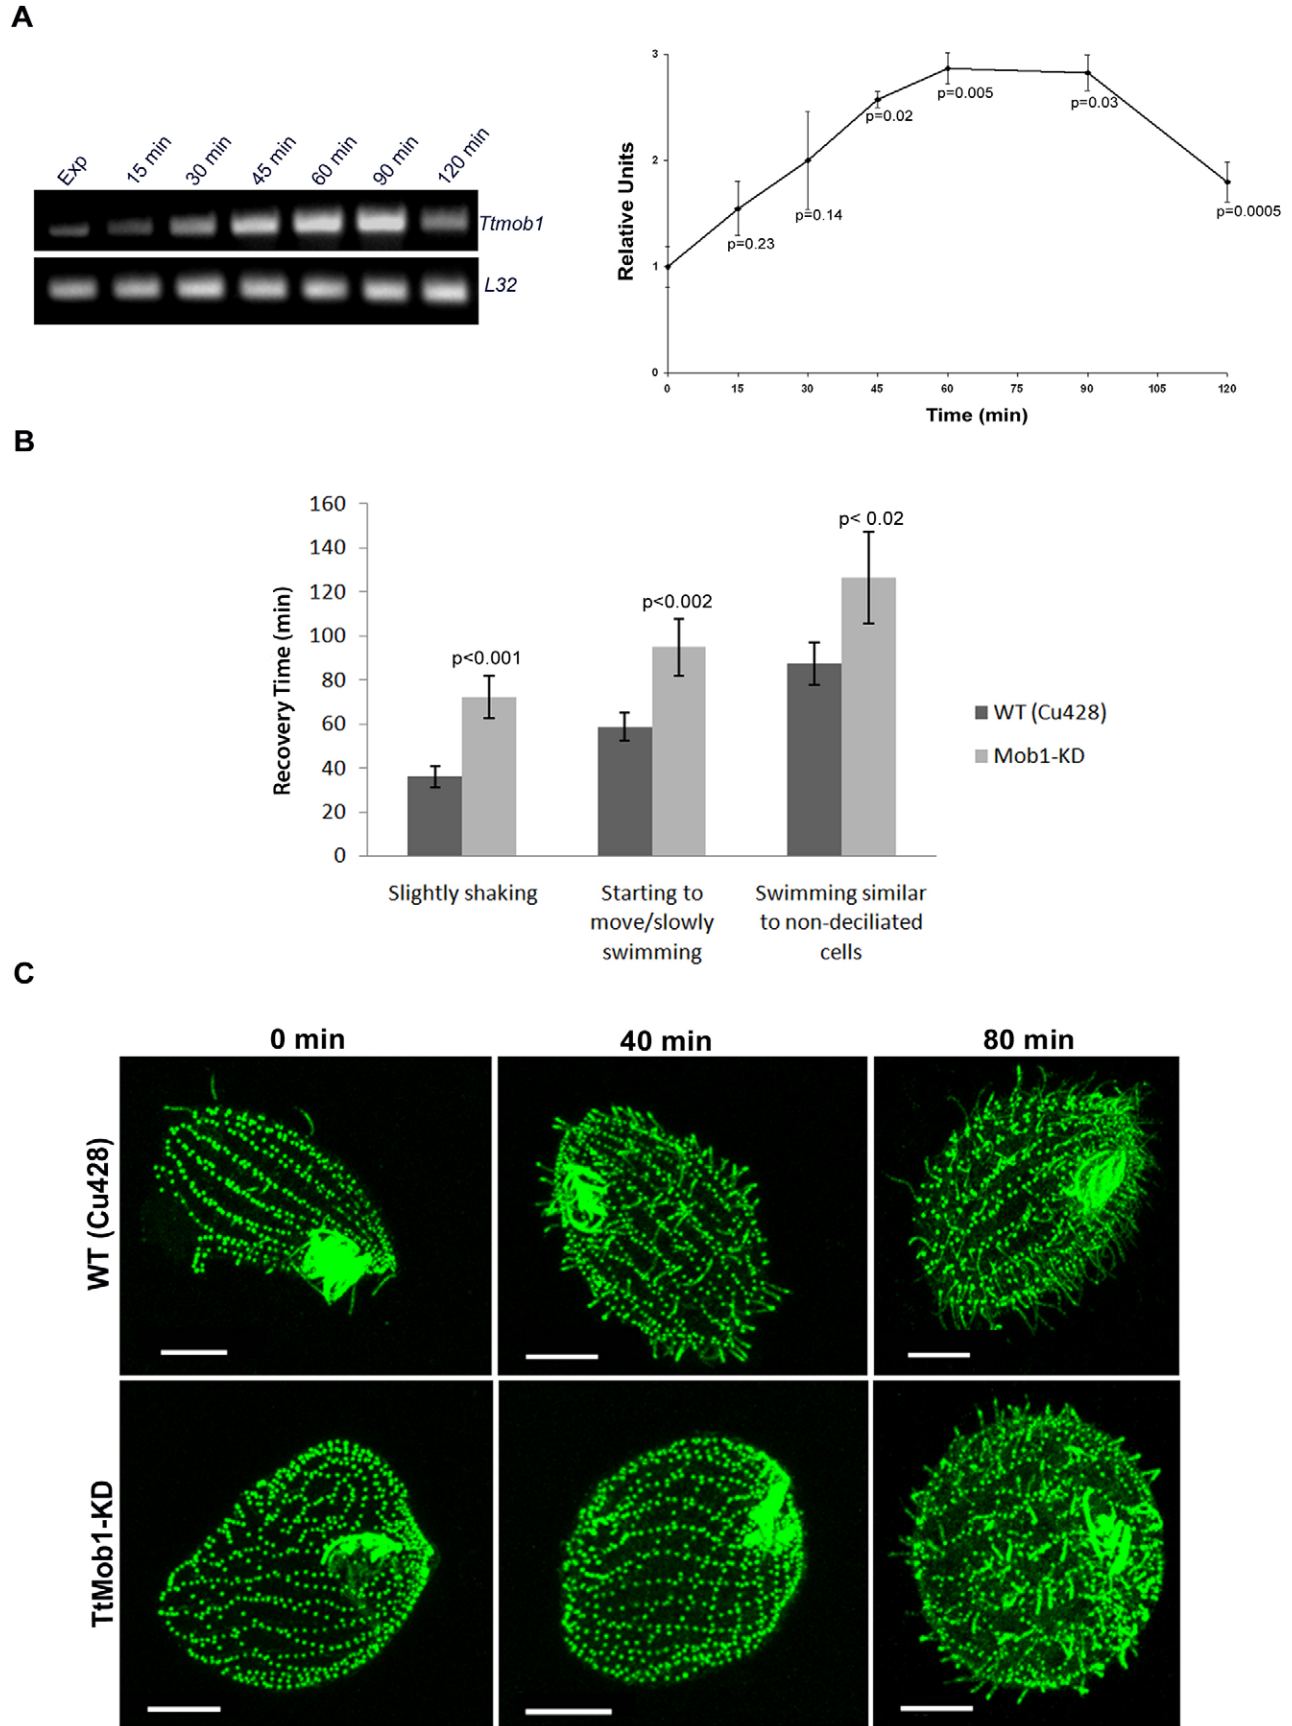 A
Exp
15 min
30 min
45 min
60 min
90 min
120 min
Ttmob1
L32
Relative Units
3
2
1
0
p=0.23
p=0.14
p=0.02
p=0.005
p=0.03
p=0.0005
0
15
30
45
60
75
90
105
120
Time (min)
B
Recovery Time (min)
160
140
120
100
80
60
40
20
0
p<0.001
p<0.002
p< 0.02
WT (Cu428)
Mob1-KD
Slightly shaking
Starting to
move/slowly
swimming
Swimming similar
to non-deciliated
cells
C
0 min
40 min
80 min
WT (Cu428)
TtMob1-KD